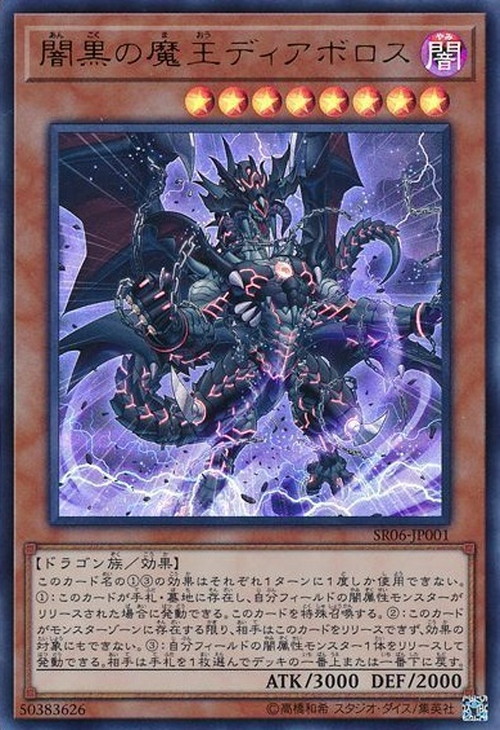 闇黒の魔王ディアボロス
闇
SR06-JP001
【ドラゴン族/効果】
このカード名の①③の効果はそれぞれ1ターンに1度しか使用できない。
①:このカードが手札・墓地に存在し、自分フィールドの闇属性モンスターが
リリースされた場合に発動できる。このカードを特殊召喚する。②:このカード
がモンスターゾーンに存在する限り、相手はこのカードをリリースできず、効果の
対象にもできない。③:自分フィールドの闇属性モンスター1体をリリースして
発動できる。相手は手札を1枚選んでデッキの一番上または一番下に戻す。
ATK/3000 DEF/2000
50383626
©高橋和希 スタジオ・ダイス/集英社